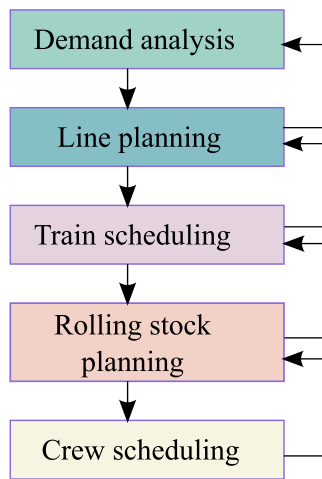 Demand analysis
Line planning
Train scheduling
Rolling stock
planning
Crew scheduling